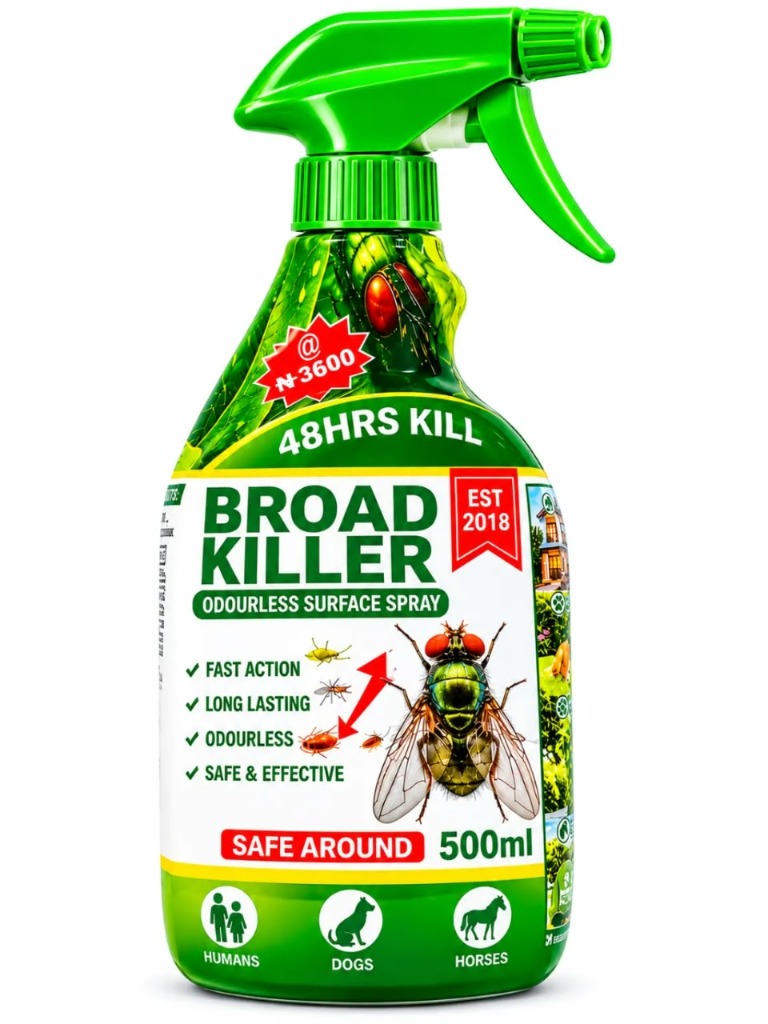 @
₦3600
48HRS KILL
BROAD
KILLER
EST
2018
ODOURLESS SURFACE SPRAY
✓ FAST ACTION
✓ LONG LASTING
✓ ODOURLESS
✓ SAFE & EFFECTIVE
SAFE AROUND
500ml
HUMANS
DOGS
HORSES